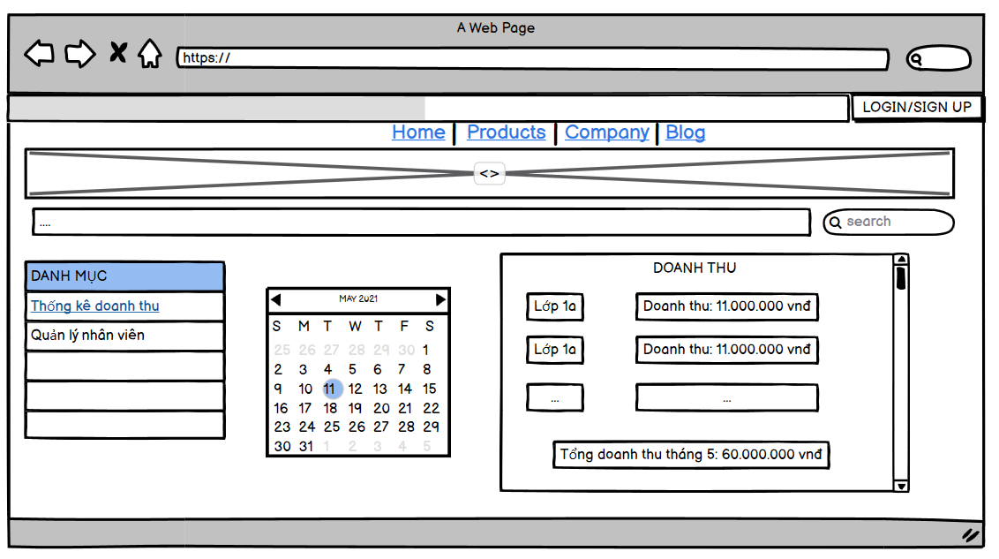 A Web Page
https://
LOGIN/SIGN UP
Home | Products | Company | Blog
<>
....
search
DANH MỤC
Thống kê doanh thu
Quản lý nhân viên
MAY 2021
S M T W T F S
25 26 27 28 29 30 1
2 3 4 5 6 7 8
9 10 11 12 13 14 15
16 17 18 19 20 21 22
23 24 25 26 27 28 29
30 31 1 2 3 4 5
DOANH THU
Lớp 1a Doanh thu: 11.000.000 vnđ
Lớp 1a Doanh thu: 11.000.000 vnđ
... ...
Tổng doanh thu tháng 5: 60.000.000 vnđ